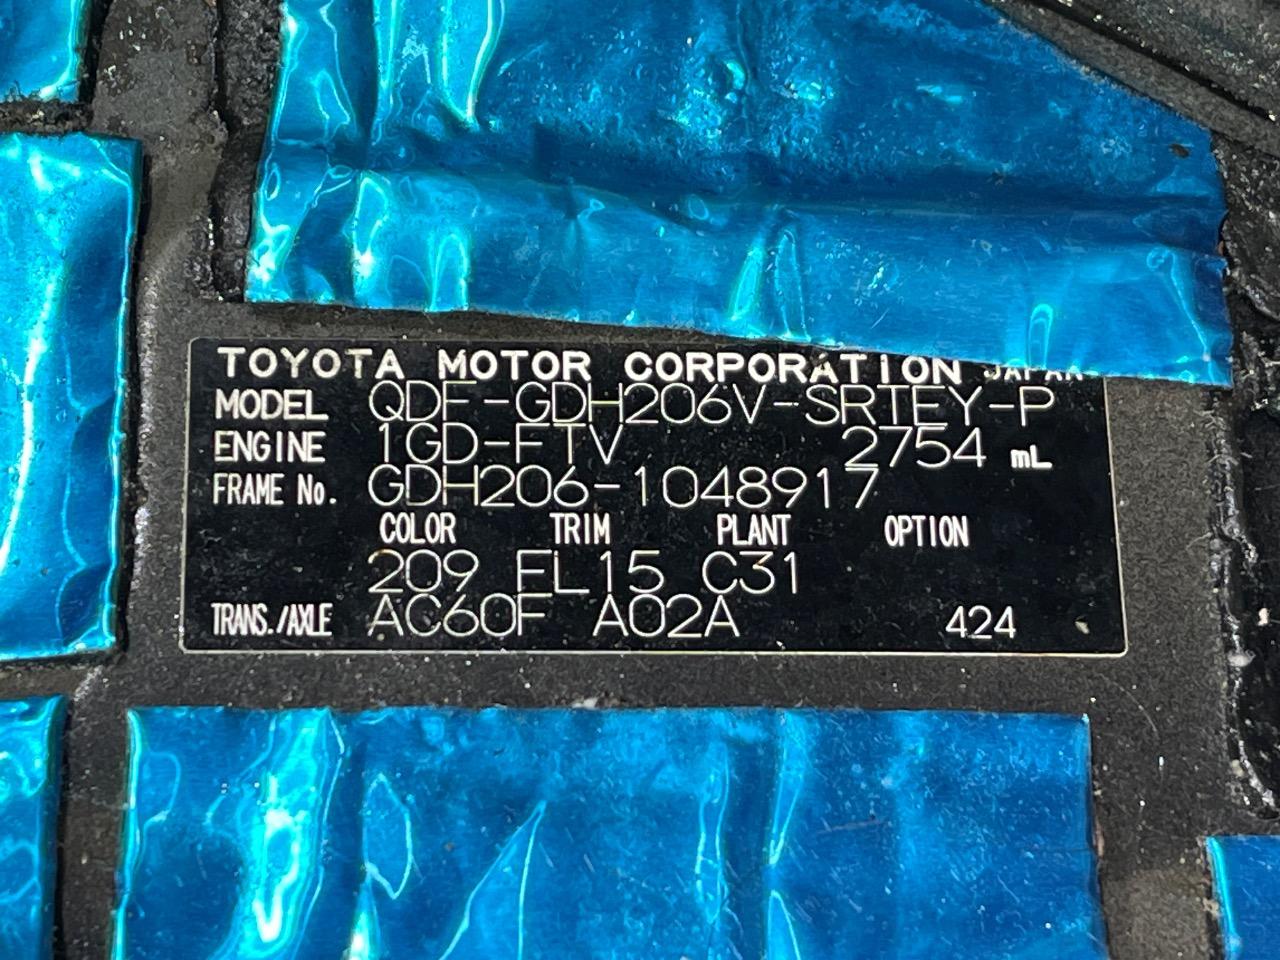 TOYOTA MOTOR CORPORATION JAPAN
MODEL QDF-GDH206V-SRTEY-P
ENGINE 1GD-FTV 2754 mL
FRAME No. GDH206-1048917
COLOR TRIM PLANT OPTION
209 FL15 C31
TRANS./AXLE AC60F A02A 424